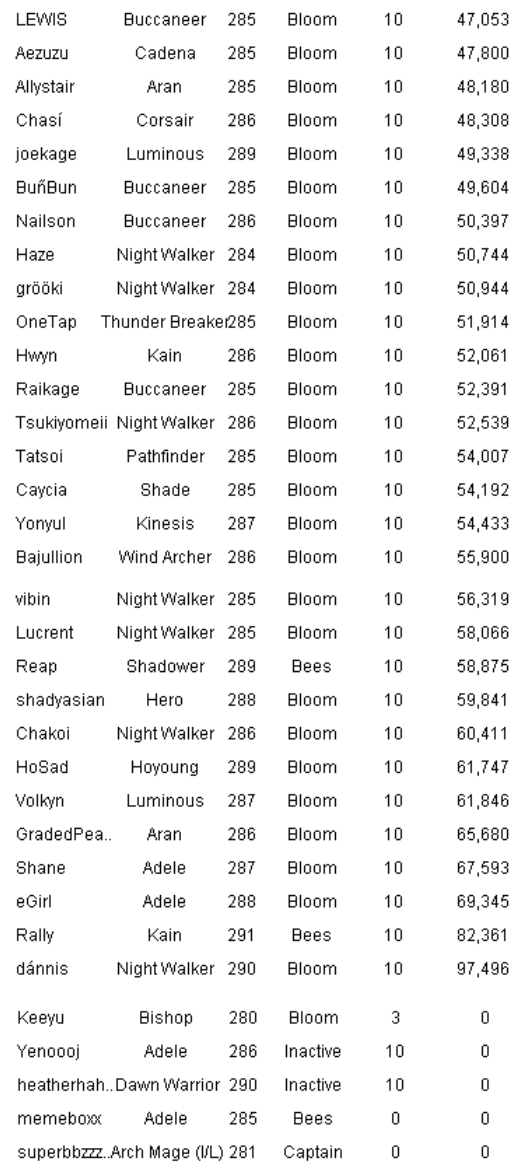 LEWIS Buccaneer 285 Bloom 10 47,053
Aezuzu Cadena 285 Bloom 10 47,800
Allystair Aran 285 Bloom 10 48,180
Chasí Corsair 286 Bloom 10 48,308
joekage Luminous 289 Bloom 10 49,338
BuñBun Buccaneer 285 Bloom 10 49,604
Nailson Buccaneer 286 Bloom 10 50,397
Haze Night Walker 284 Bloom 10 50,744
grööki Night Walker 284 Bloom 10 50,944
OneTap Thunder Breaker 285 Bloom 10 51,914
Hwyn Kain 286 Bloom 10 52,061
Raikage Buccaneer 285 Bloom 10 52,391
Tsukiyomeii Night Walker 286 Bloom 10 52,539
Tatsoi Pathfinder 285 Bloom 10 54,007
Caycia Shade 285 Bloom 10 54,192
Yonyul Kinesis 287 Bloom 10 54,433
Bajullion Wind Archer 286 Bloom 10 55,900
vibin Night Walker 285 Bloom 10 56,319
Lucrent Night Walker 285 Bloom 10 58,066
Reap Shadower 289 Bees 10 58,875
shadyasian Hero 288 Bloom 10 59,841
Chakoi Night Walker 286 Bloom 10 60,411
HoSad Hoyoung 289 Bloom 10 61,747
Volkyn Luminous 287 Bloom 10 61,846
GradedPea.. Aran 286 Bloom 10 65,680
Shane Adele 287 Bloom 10 67,593
eGirl Adele 288 Bloom 10 69,345
Rally Kain 291 Bees 10 82,361
dánnis Night Walker 290 Bloom 10 97,496
Keeyu Bishop 280 Bloom 3 0
Yenoooj Adele 286 Inactive 10 0
heatherhah.. Dawn Warrior 290 Inactive 10 0
memeboxx Adele 285 Bees 0 0
superbbzzz.. Arch Mage (I/L) 281 Captain 0 0